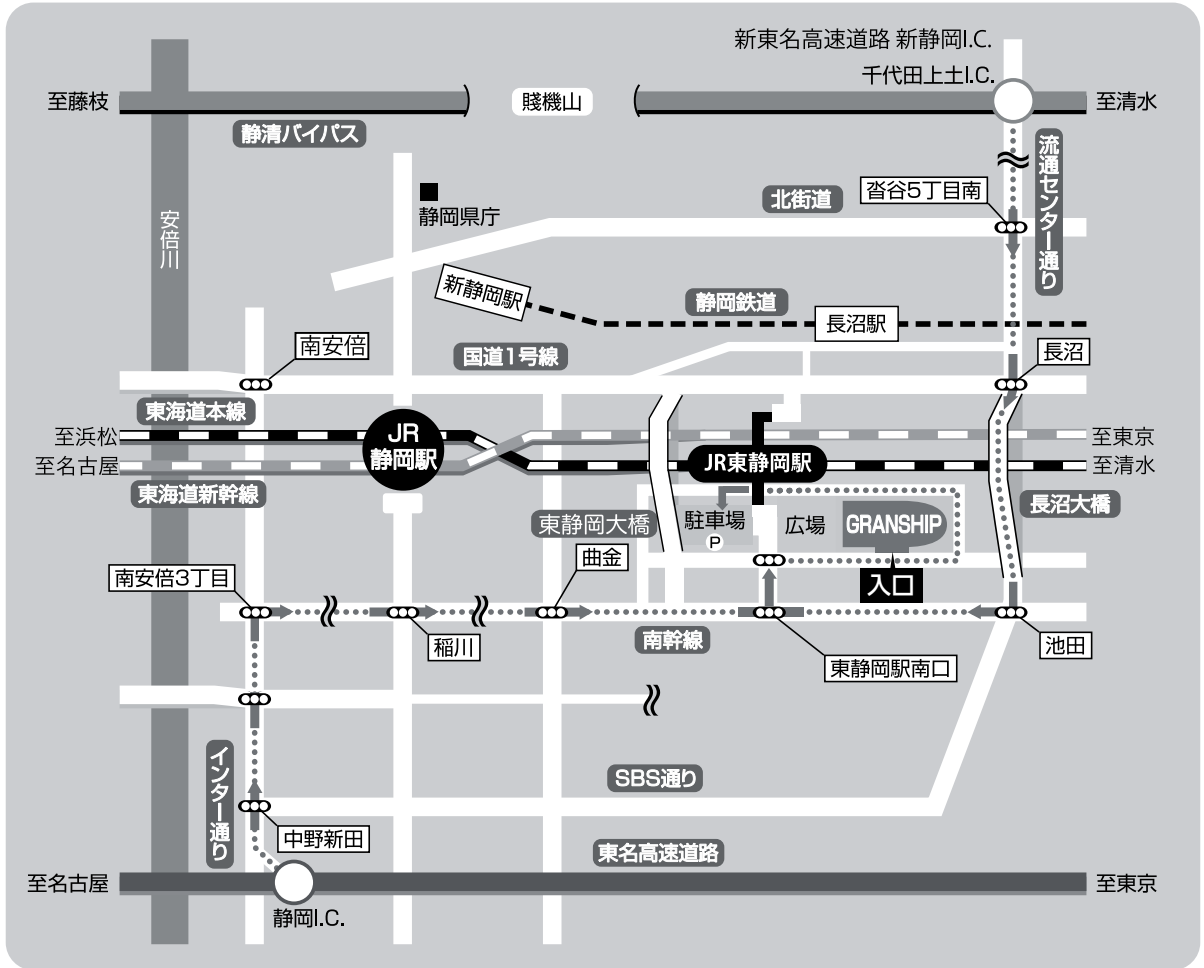 新東名高速道路 新静岡I.C.
千代田上土I.C.
至藤枝
賤機山
至清水
静清バイパス
流通センター通り
安倍川
静岡県庁
北街道
沓谷5丁目南
新静岡駅
静岡鉄道
長沼駅
南安倍
国道1号線
長沼
東海道本線
至浜松
JR
静岡駅
至東京
至名古屋
JR東静岡駅
至清水
東海道新幹線
長沼大橋
東静岡大橋
駐車場
P
広場
GRANSHIP
曲金
入口
南安倍3丁目
稲川
南幹線
東静岡駅南口
池田
インター通り
SBS通り
中野新田
東名高速道路
至名古屋
至東京
静岡I.C.